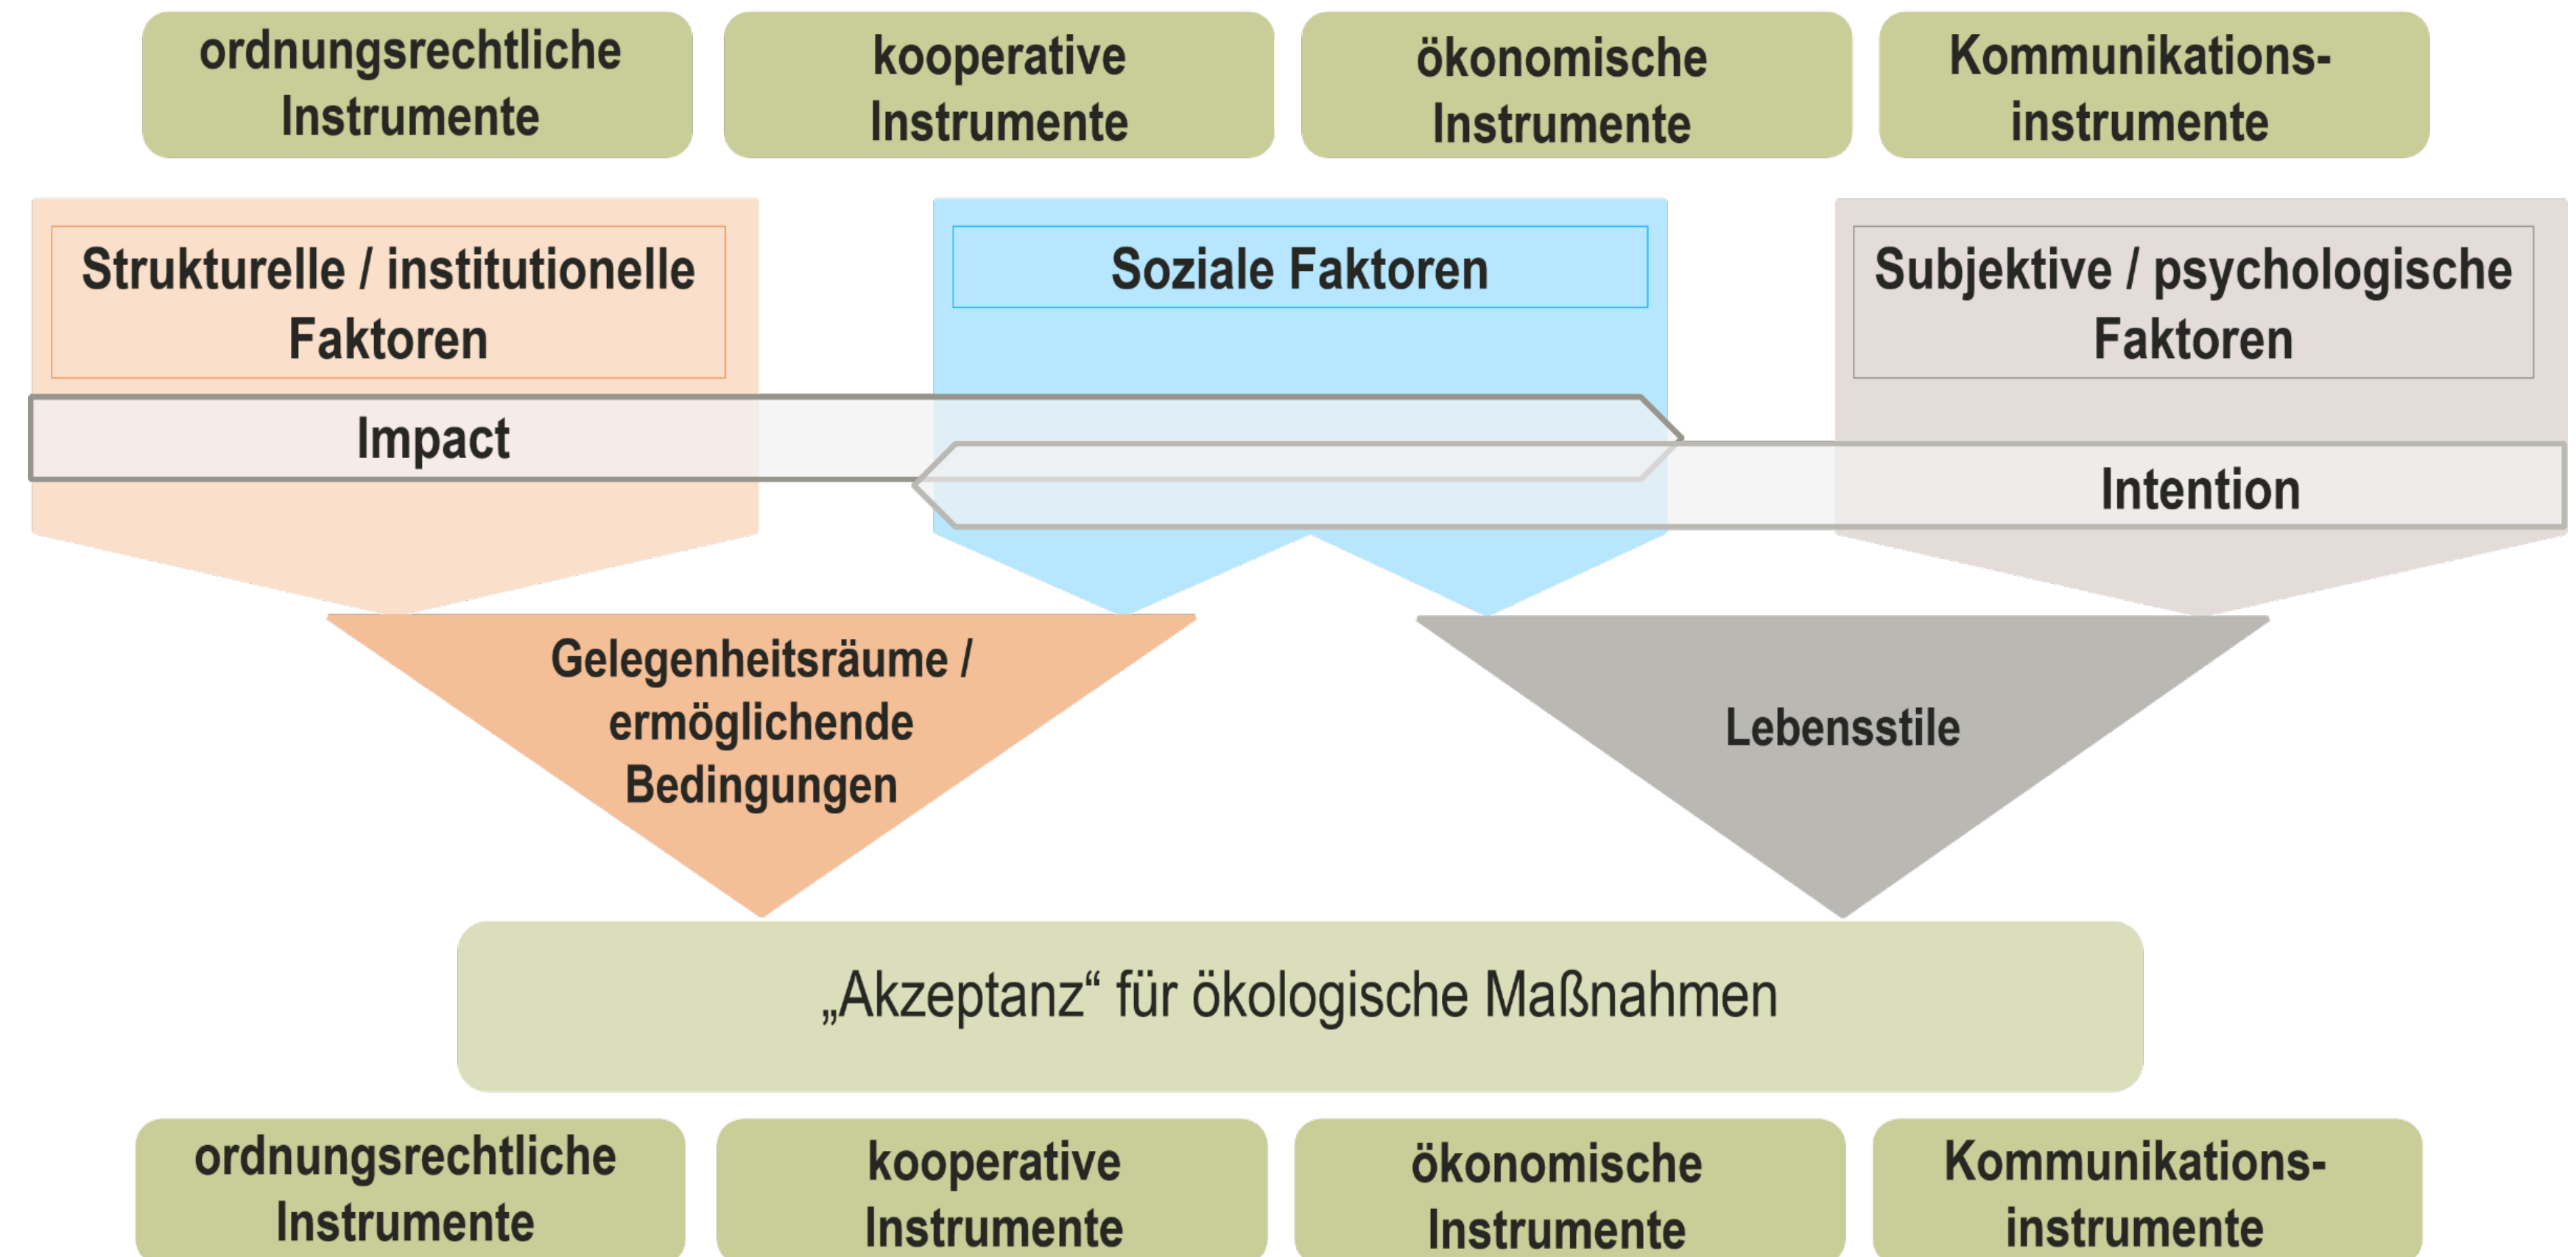 ordnungsrechtliche
Instrumente
kooperative
Instrumente
ökonomische
Instrumente
Kommunikations-
instrumente
Strukturelle / institutionelle
Faktoren
Soziale Faktoren
Subjektive / psychologische
Faktoren
Impact
Intention
Gelegenheitsräume /
ermöglichende
Bedingungen
Lebensstile
„Akzeptanz“ für ökologische Maßnahmen
ordnungsrechtliche
Instrumente
kooperative
Instrumente
ökonomische
Instrumente
Kommunikations-
instrumente